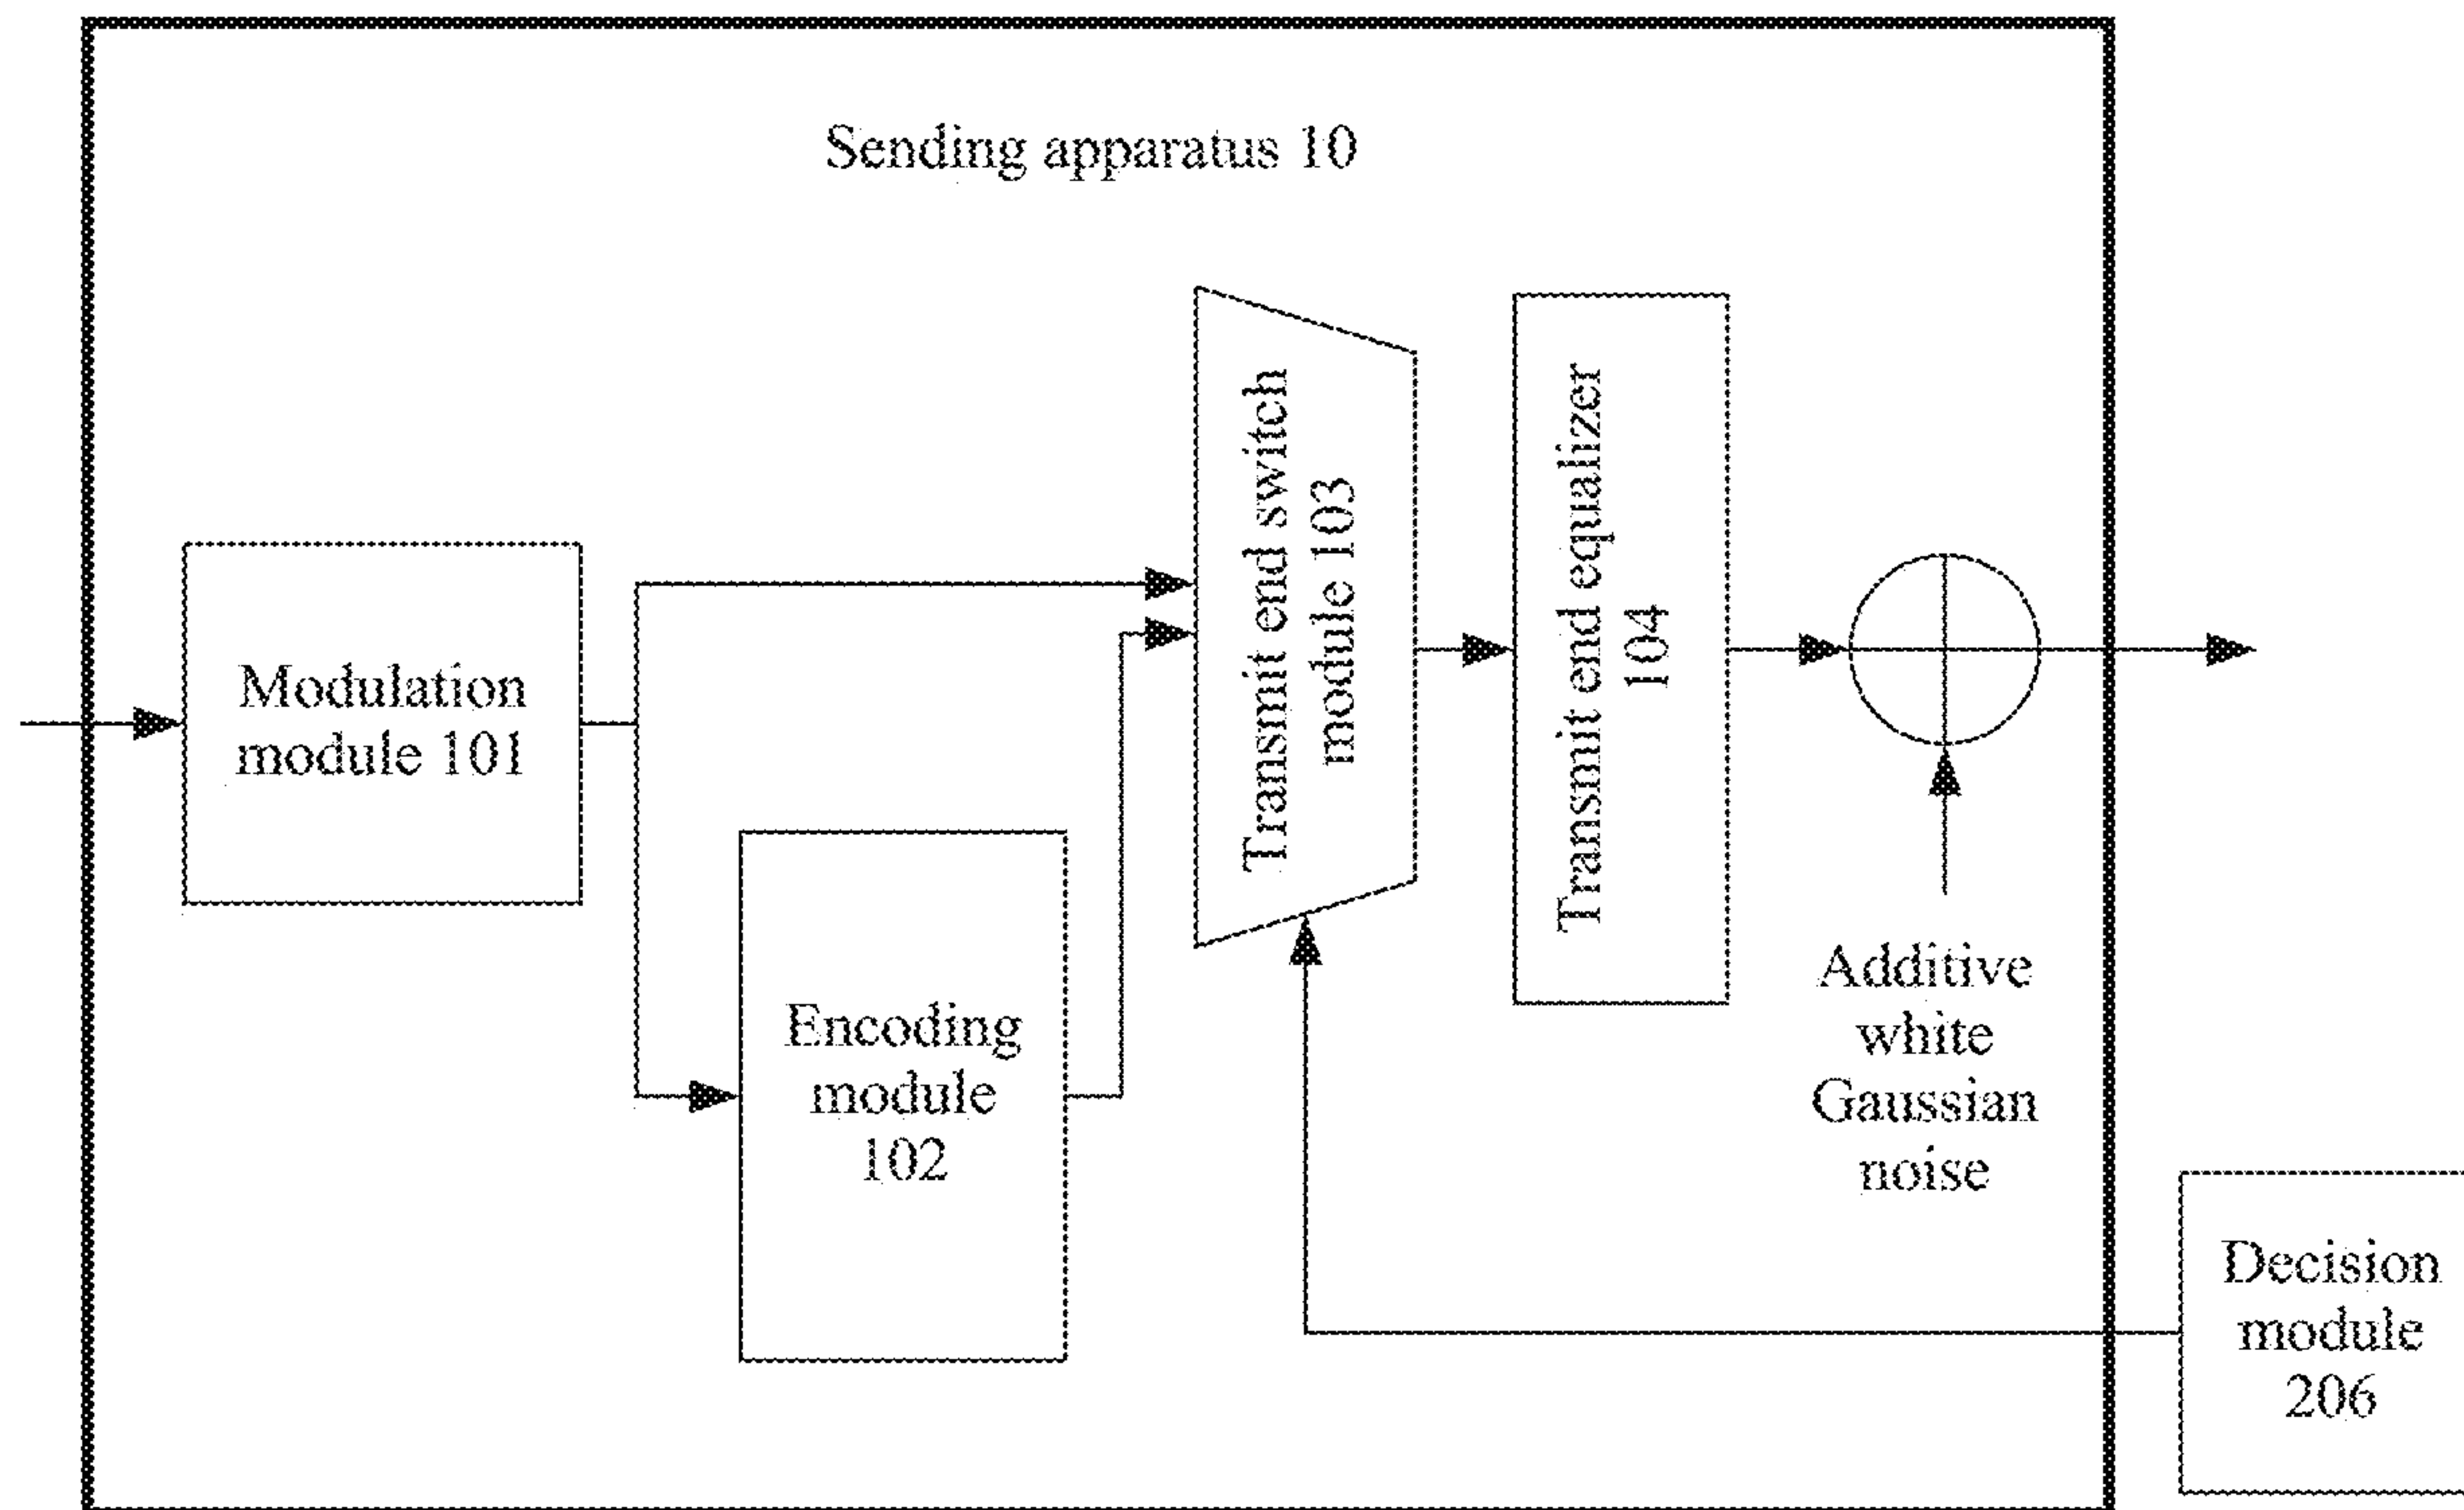 Sending apparatus 10
Modulation
module 101
Encoding
module
102
Transmit end switch
module 103
Transmit end equalizer
104
Additive
white
Gaussian
noise
Decision
module
206